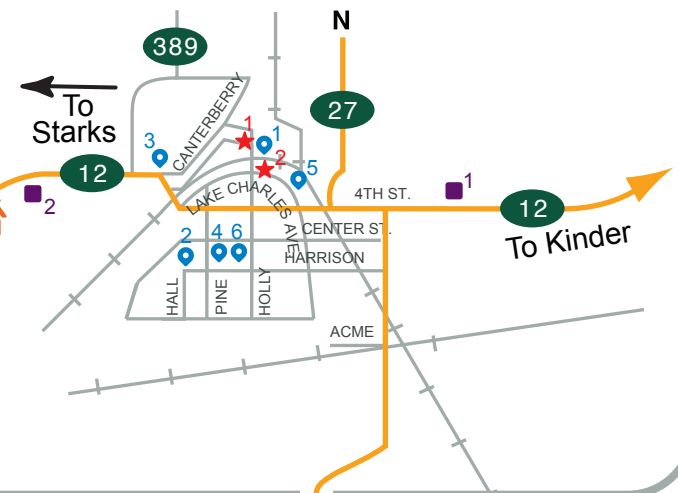 N
389
To
Starks
27
CANTERBERRY
1
1
3
2
5
12
1
2
LAKE CHARLES AVE
4TH ST.
12
To Kinder
CENTER ST.
2
4
6
HARRISON
HALL
PINE
HOLLY
ACME